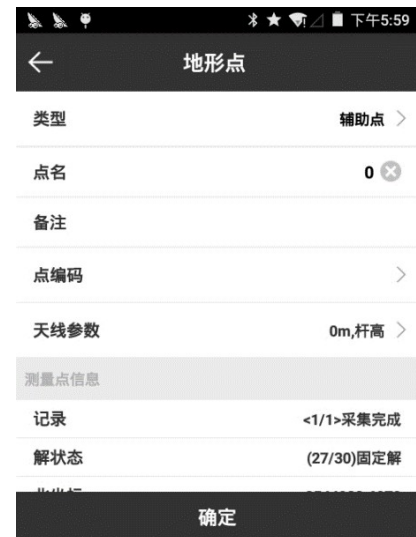 下午5:59
地形点
类型 辅助点
点名 0
备注
点编码
天线参数 0m,杆高
测量点信息
记录 <1/1>采集完成
解状态 (27/30)固定解
确定